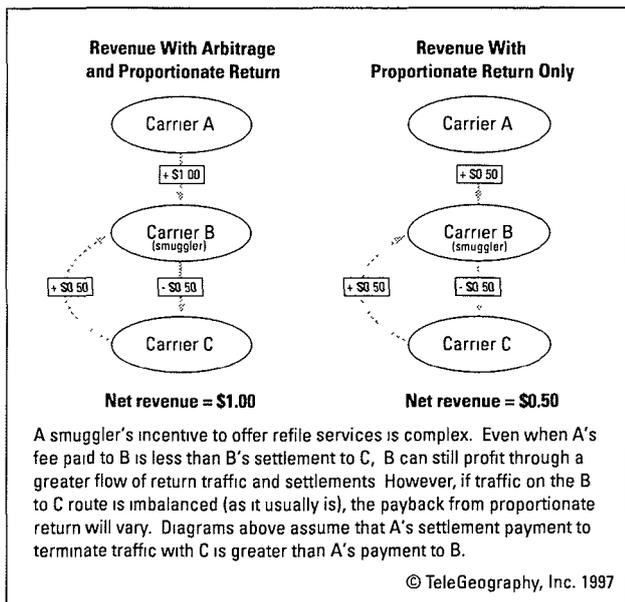 Revenue With Arbitrage
and Proportionate Return
Carrier A
+ $1 00
Carrier B
(smuggler)
+ $0 50
- $0 50
Carrier C
Net revenue = $1.00
Revenue With
Proportionate Return Only
Carrier A
+ $0 50
Carrier B
(smuggler)
+ $0 50
- $0 50
Carrier C
Net revenue = $0.50
A smuggler's incentive to offer refile services is complex. Even when A's
fee paid to B is less than B's settlement to C, B can still profit through a
greater flow of return traffic and settlements However, if traffic on the B
to C route is imbalanced (as it usually is), the payback from proportionate
return will vary. Diagrams above assume that A's settlement payment to
terminate traffic with C is greater than A's payment to B.
© TeleGeography, Inc. 1997